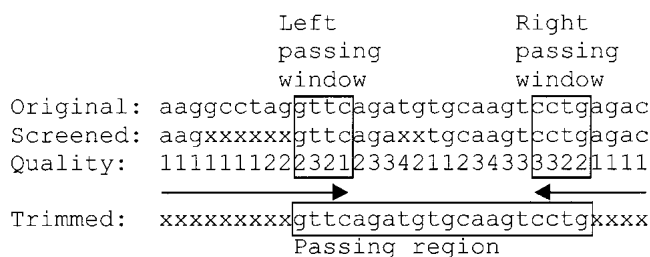 Left Right
passing passing
window window
Original: aaggcctaggttcagatgtgcaagtcctgagac
Screened: aagxxxxxxgttcagaxxtgcaagtcctgagac
Quality: 111111122232123342112343333221111
Trimmed: xxxxxxxxxgttcagatgtgcaagtcctgxxxx
Passing region